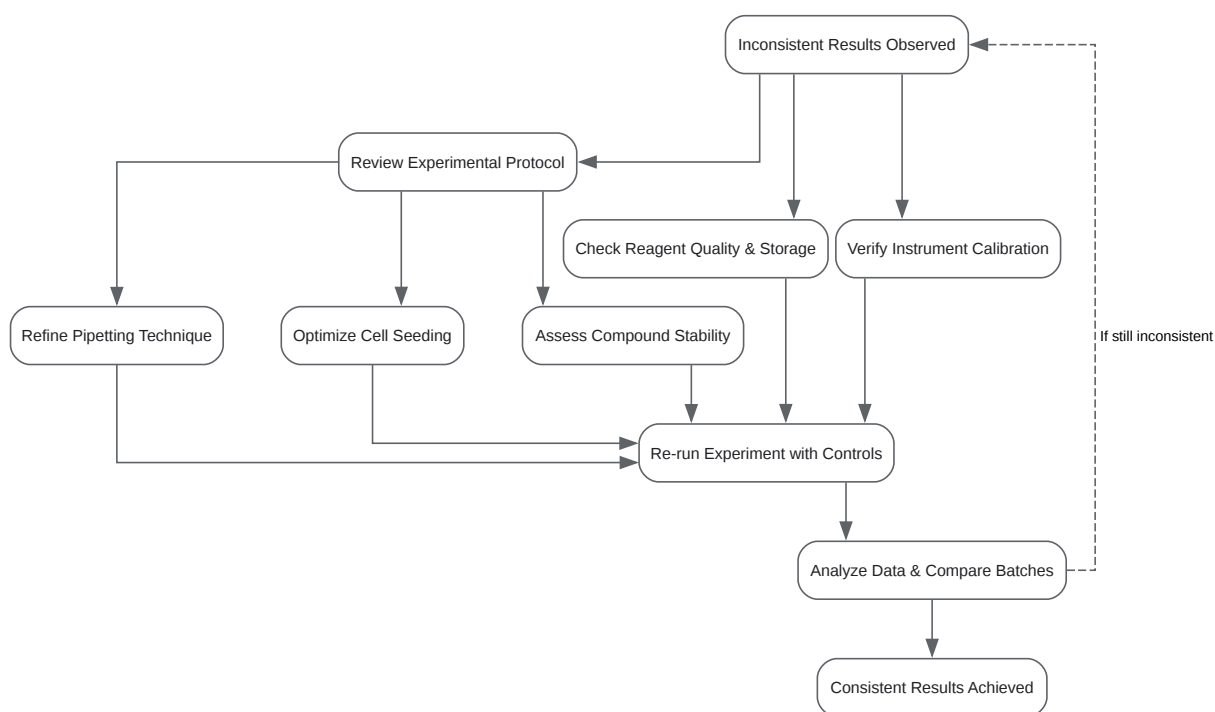 Inconsistent Results Observed
Review Experimental Protocol
Check Reagent Quality & Storage
Verify Instrument Calibration
Refine Pipetting Technique
Optimize Cell Seeding
Assess Compound Stability
If still inconsistent
Re-run Experiment with Controls
Analyze Data & Compare Batches
Consistent Results Achieved